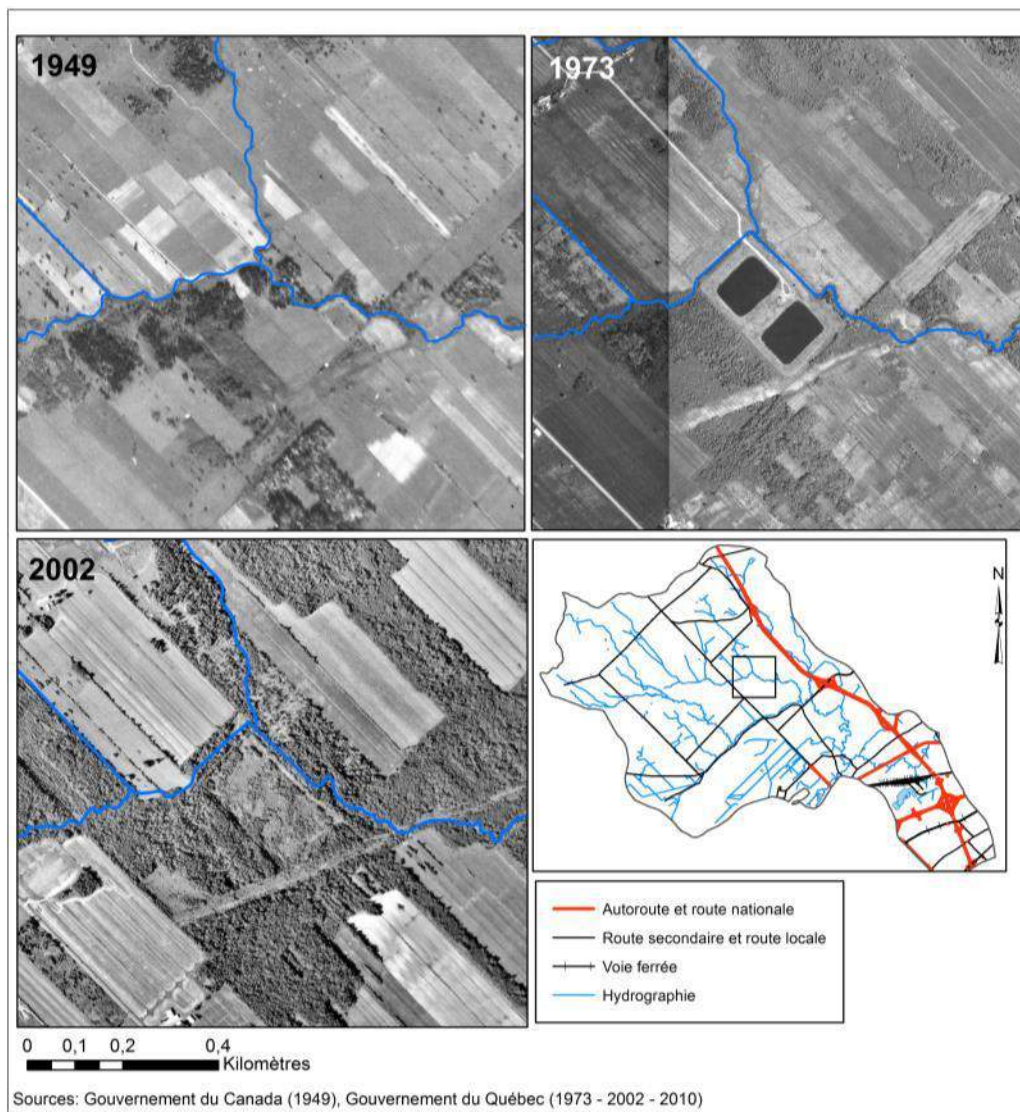 1949
1973
2002
N
Autoroute et route nationale
Route secondaire et route locale
Voie ferrée
Hydrographie
0 0,1 0,2 0,4
Kilomètres
Sources: Gouvernement du Canada (1949), Gouvernement du Québec (1973 - 2002 - 2010)